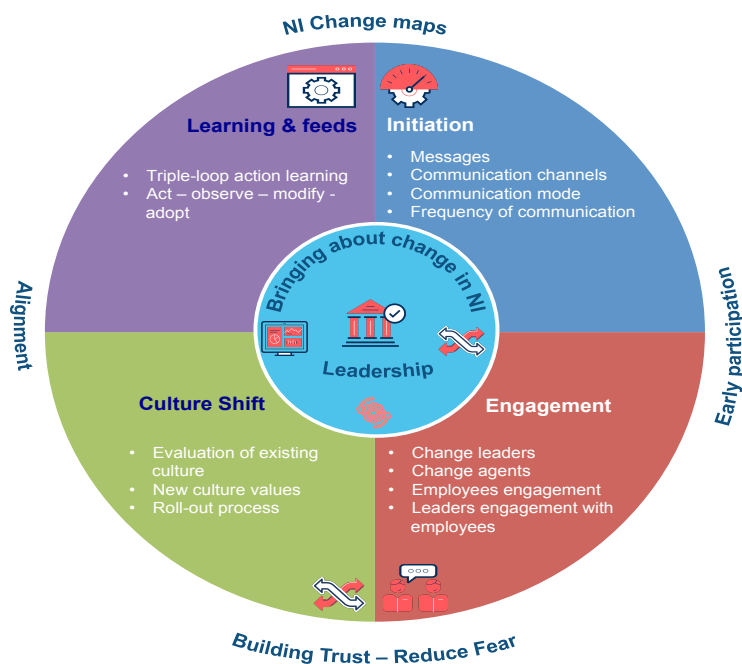 NI Change maps
Learning & feeds
• Triple-loop action learning
• Act – observe – modify -
adopt
Initiation
• Messages
• Communication channels
• Communication mode
• Frequency of communication
Bringing about change in NI
Leadership
Alignment
Early participation
Culture Shift
• Evaluation of existing
culture
• New culture values
• Roll-out process
Engagement
• Change leaders
• Change agents
• Employees engagement
• Leaders engagement with
employees
Building Trust – Reduce Fear